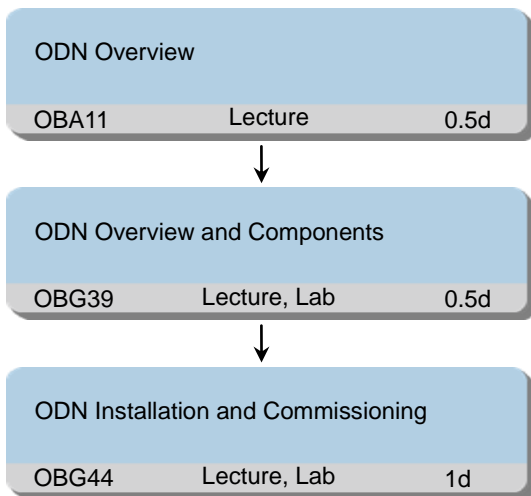 ODN Overview
OBA11 Lecture 0.5d
ODN Overview and Components
OBG39 Lecture, Lab 0.5d
ODN Installation and Commissioning
OBG44 Lecture, Lab 1d